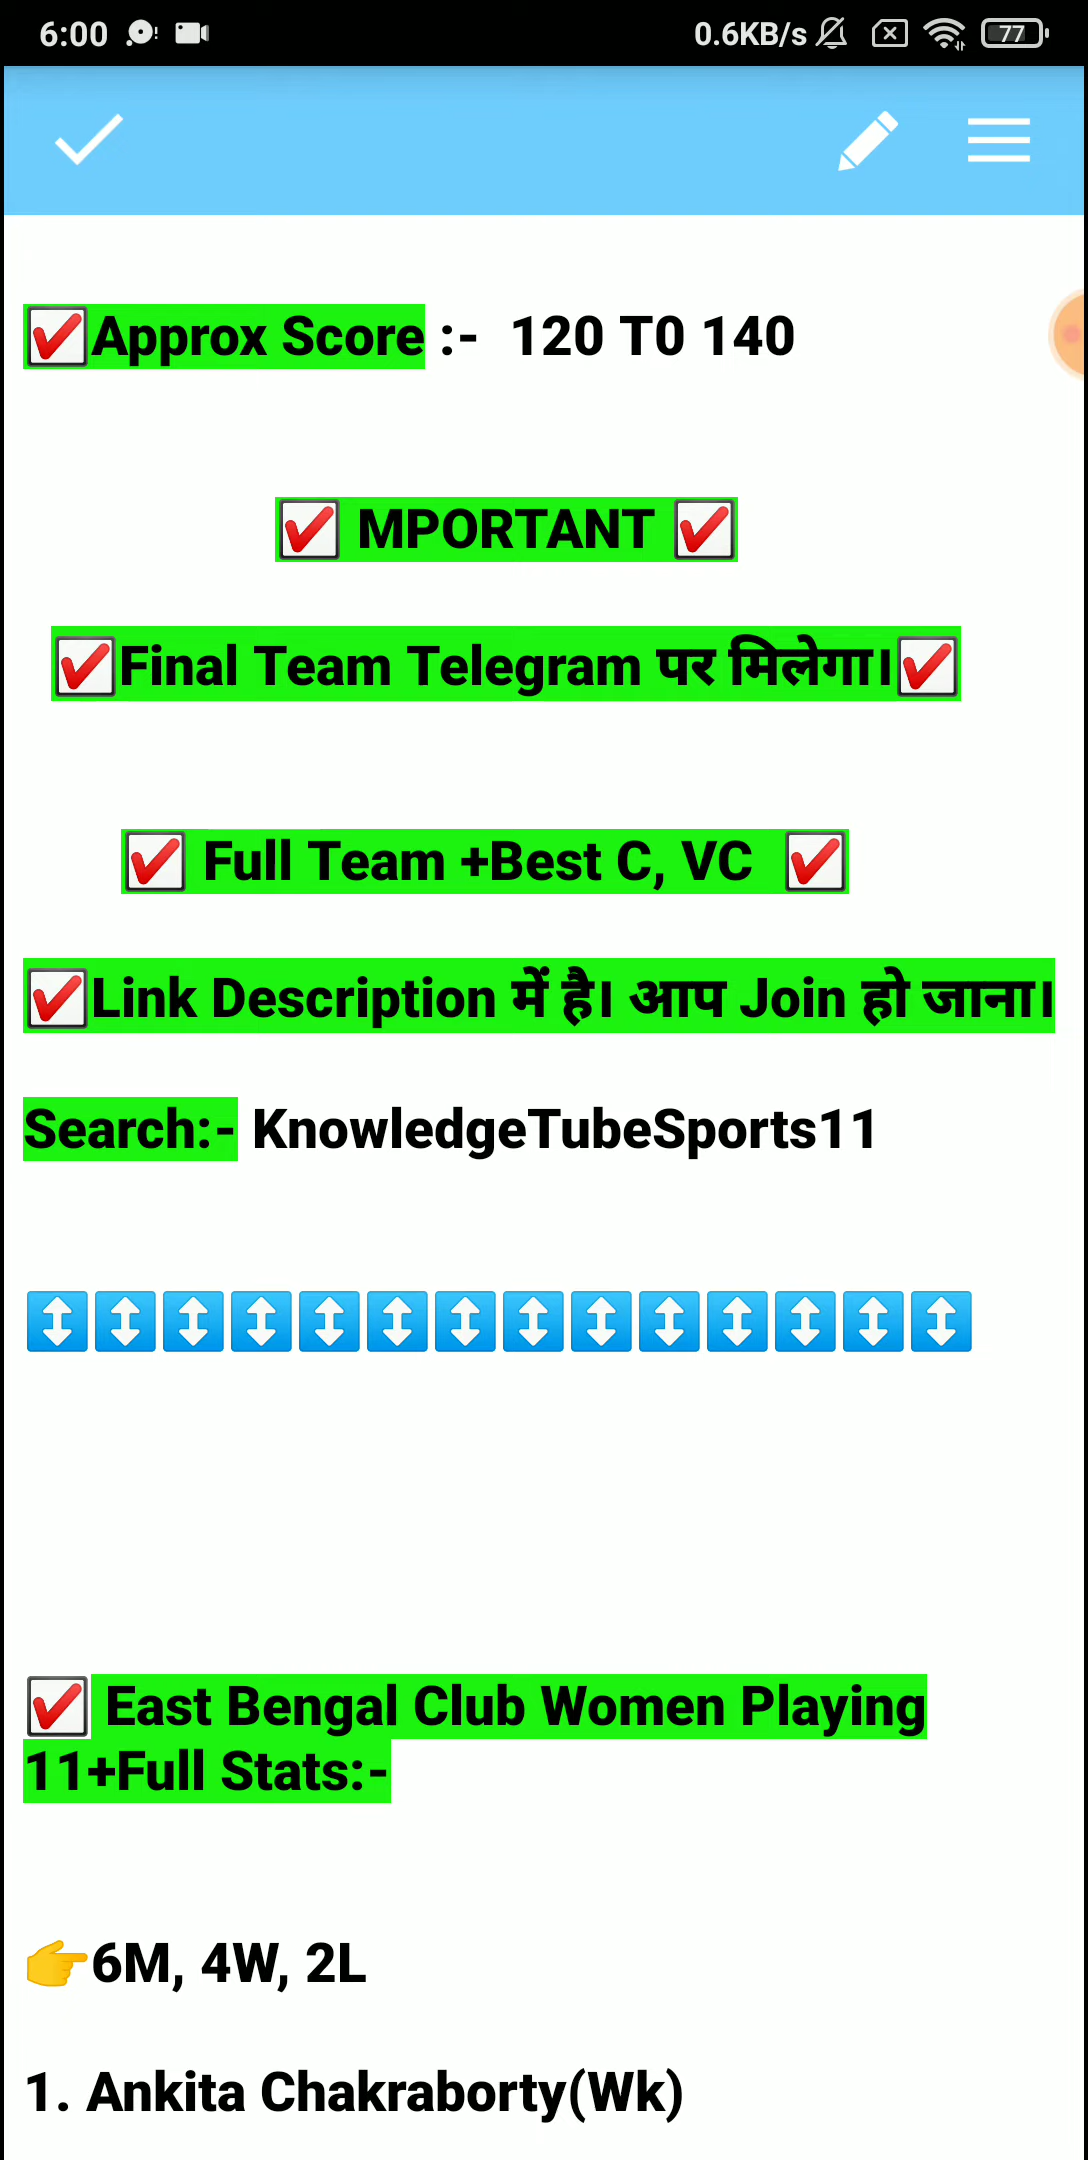 6:00 0.6KB/s 77
✅Approx Score :- 120 T0 140
✅ MPORTANT ✅
✅Final Team Telegram पर मिलेगा।✅
✅ Full Team +Best C, VC ✅
✅Link Description में है। आप Join हो जाना।
Search:- KnowledgeTubeSports11
↕↕↕↕↕↕↕↕↕↕↕↕↕↕
✅ East Bengal Club Women Playing
11+Full Stats:-
👉6M, 4W, 2L
1. Ankita Chakraborty(Wk)